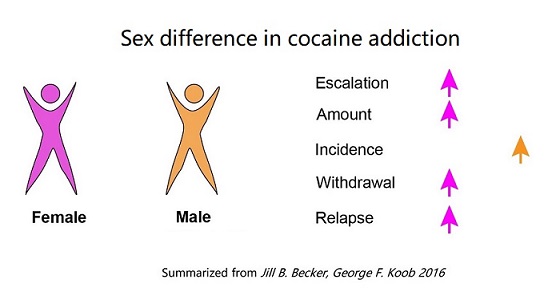 Sex difference in cocaine addiction
Escalation
Amount
Incidence
Withdrawal
Relapse
Female
Male
Summarized from Jill B. Becker, George F. Koob 2016